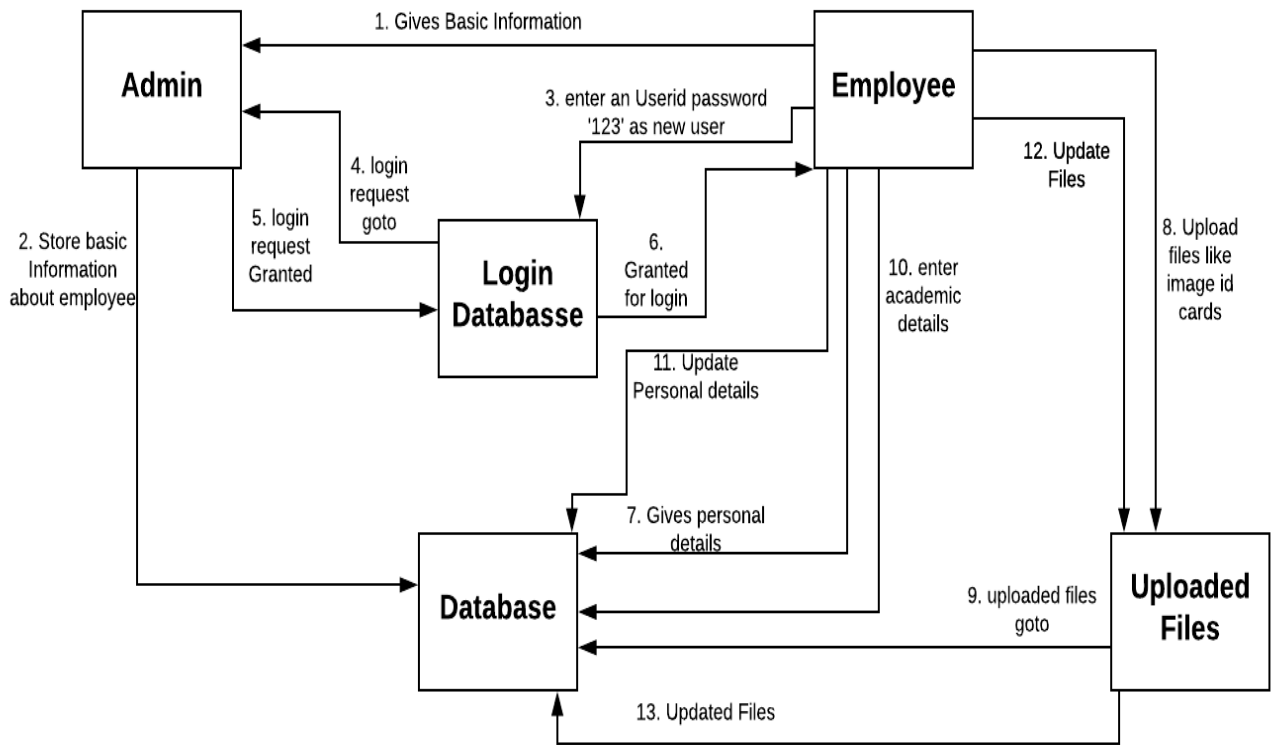 1. Gives Basic Information
Admin
Employee
3. enter an Userid password
'123' as new user
12. Update
Files
4. login
request
goto
5. login
request
Granted
2. Store basic
Information
about employee
6.
Granted
for login
8. Upload
files like
image id
cards
Login
Databasse
10. enter
academic
details
11. Update
Personal details
7. Gives personal
details
Database
9. uploaded files
goto
Uploaded
Files
13. Updated Files